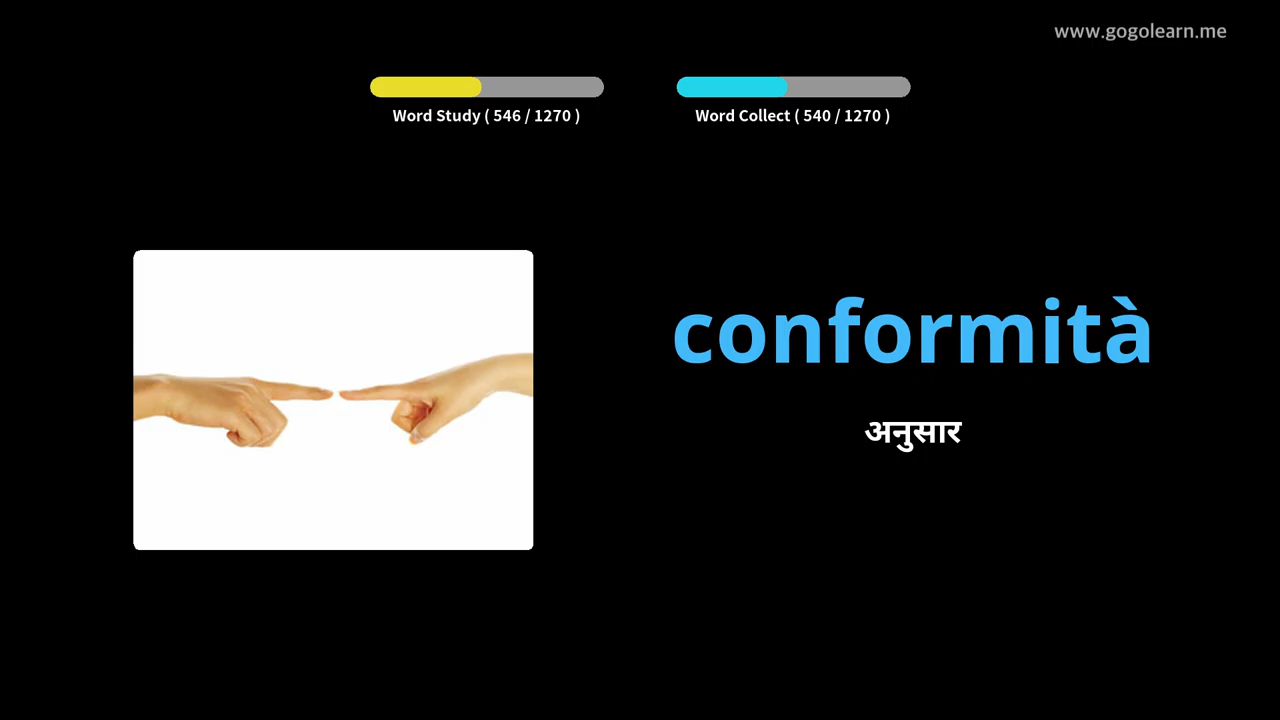 www.gogolearn.me
Word Study ( 546 / 1270 )
Word Collect ( 540 / 1270 )
conformità
अनुसार